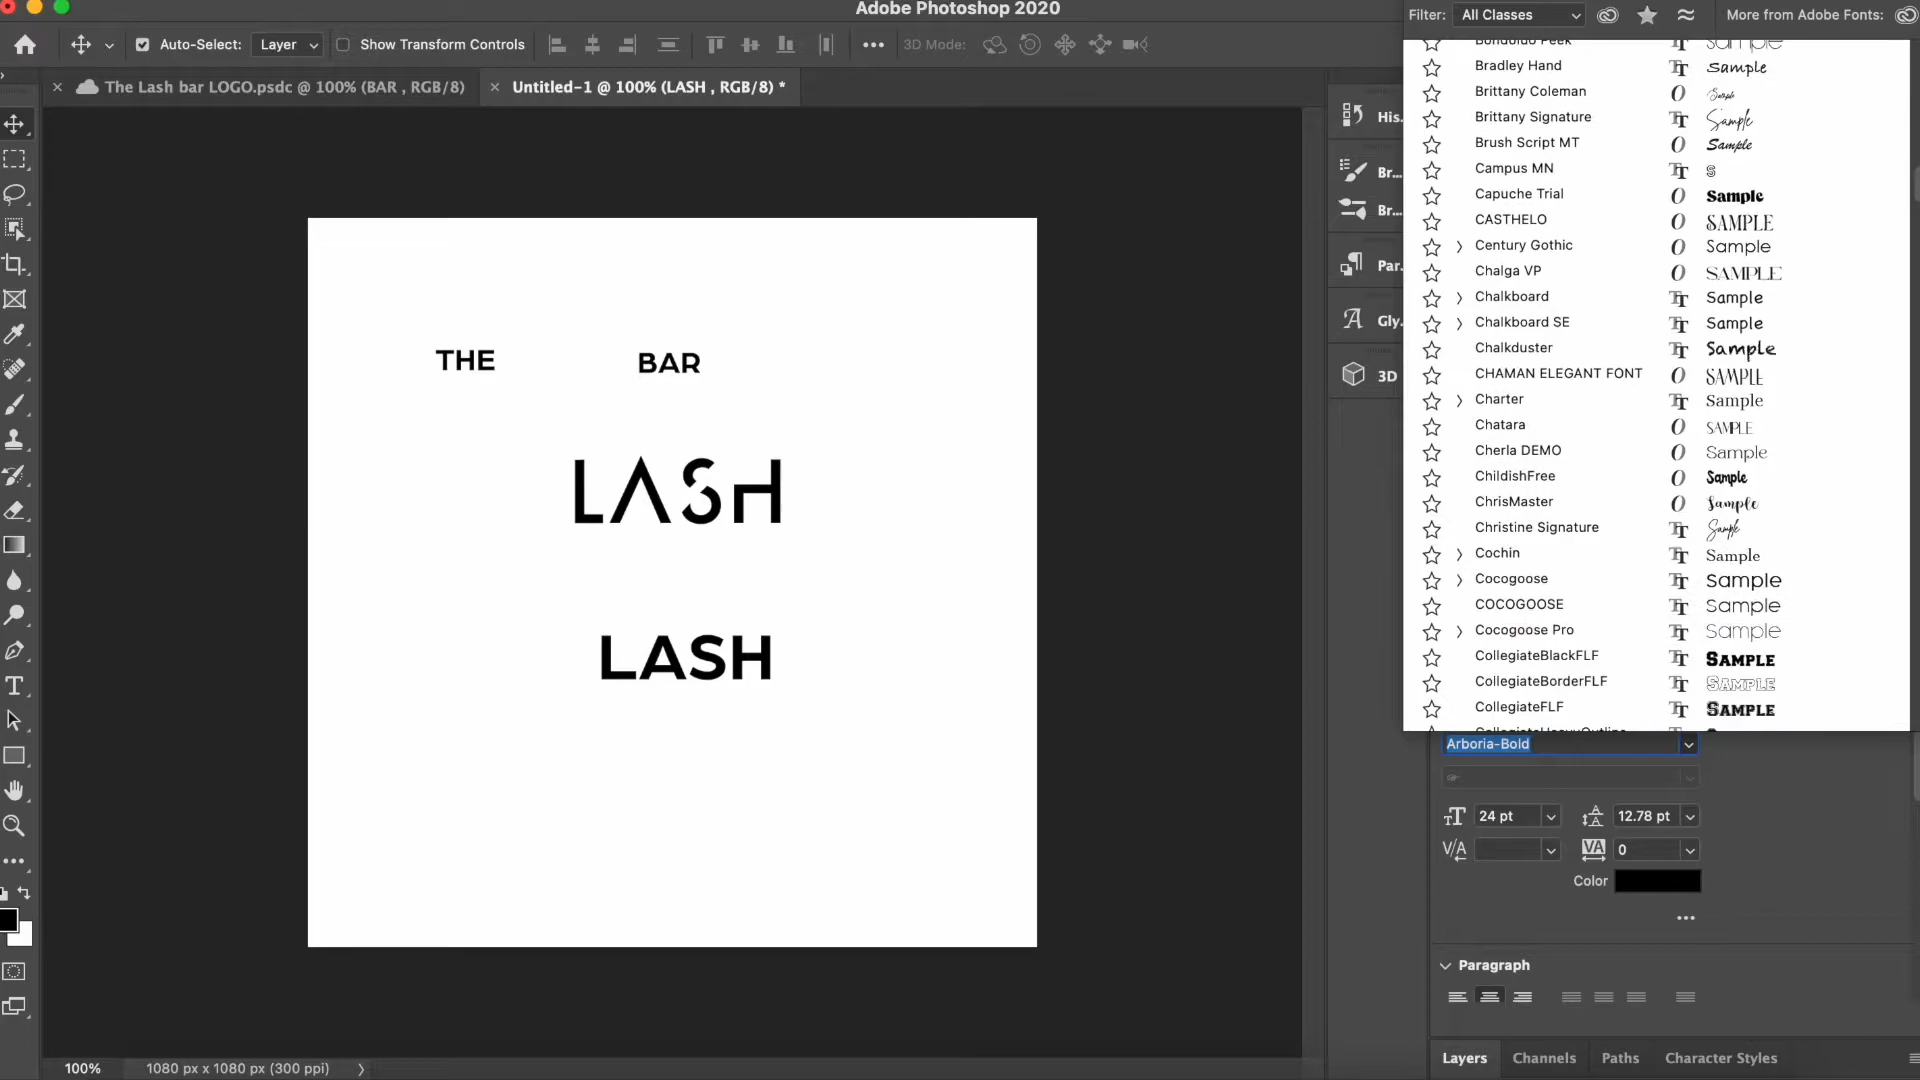 Adobe Photoshop 2020
Filter: All Classes More from Adobe Fonts:
Auto-Select: Layer Show Transform Controls 3D Mode:
The Lash bar LOGO.psdc @ 100% (BAR , RGB/8)
Untitled-1 @ 100% (LASH , RGB/8) *
THE BAR
LASH
LASH
His...
Br...
Br...
Par...
Gly...
3D
Bondoluo Peek Sample
Bradley Hand Sample
Brittany Coleman Sample
Brittany Signature Sample
Brush Script MT Sample
Campus MN S
Capuche Trial Sample
CASTHELO SAMPLE
Century Gothic Sample
Chalga VP SAMPLE
Chalkboard Sample
Chalkboard SE Sample
Chalkduster Sample
CHAMAN ELEGANT FONT SAMPLE
Charter Sample
Chatara SAMPLE
Cherla DEMO Sample
ChildishFree Sample
ChrisMaster Sample
Christine Signature Sample
Cochin Sample
Cocogoose Sample
COCOGOOSE Sample
Cocogoose Pro Sample
CollegiateBlackFLF SAMPLE
CollegiateBorderFLF SAMPLE
CollegiateFLF SAMPLE
Arboria-Bold
24 pt 12.78 pt
0
Color
Paragraph
Layers Channels Paths Character Styles
100% 1080 px x 1080 px (300 ppi)